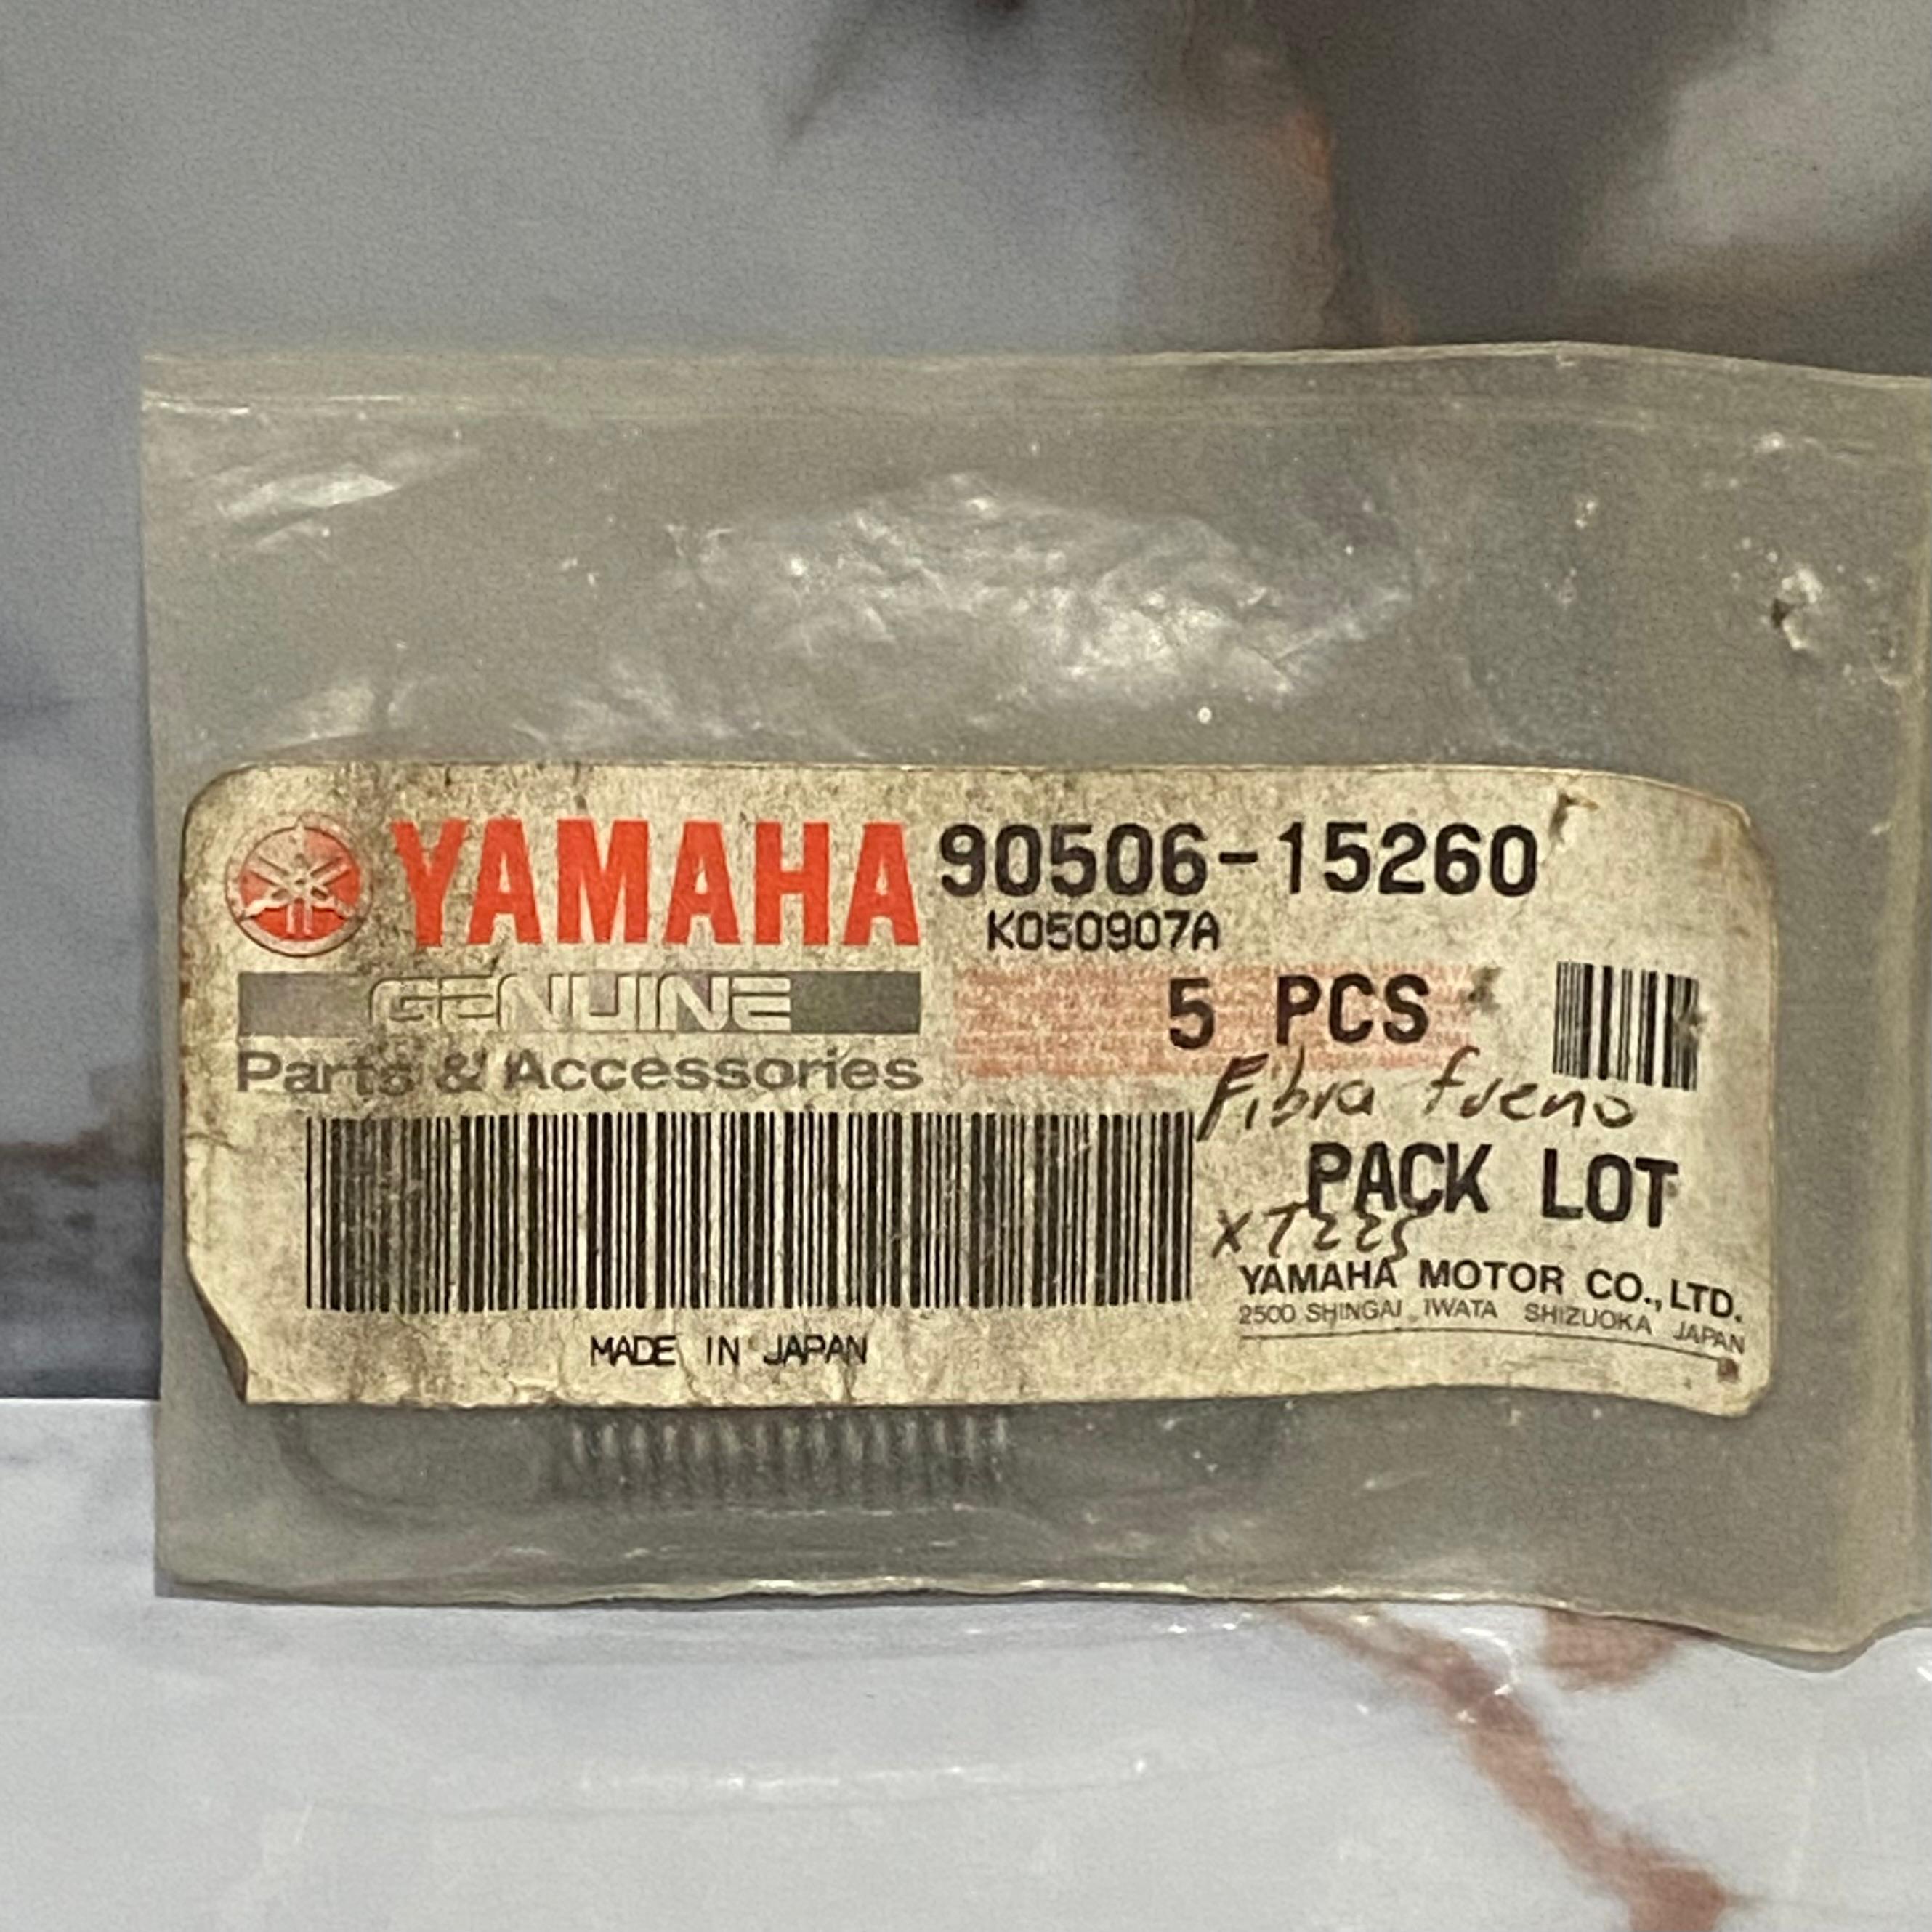 YAMAHA 90506-15260
K050907A
GENUINE
5 PCS
Parts & Accessories
Fibra freno
PACK LOT
XT225
YAMAHA MOTOR CO., LTD.
2500 SHINGAI IWATA SHIZUOKA JAPAN
MADE IN JAPAN